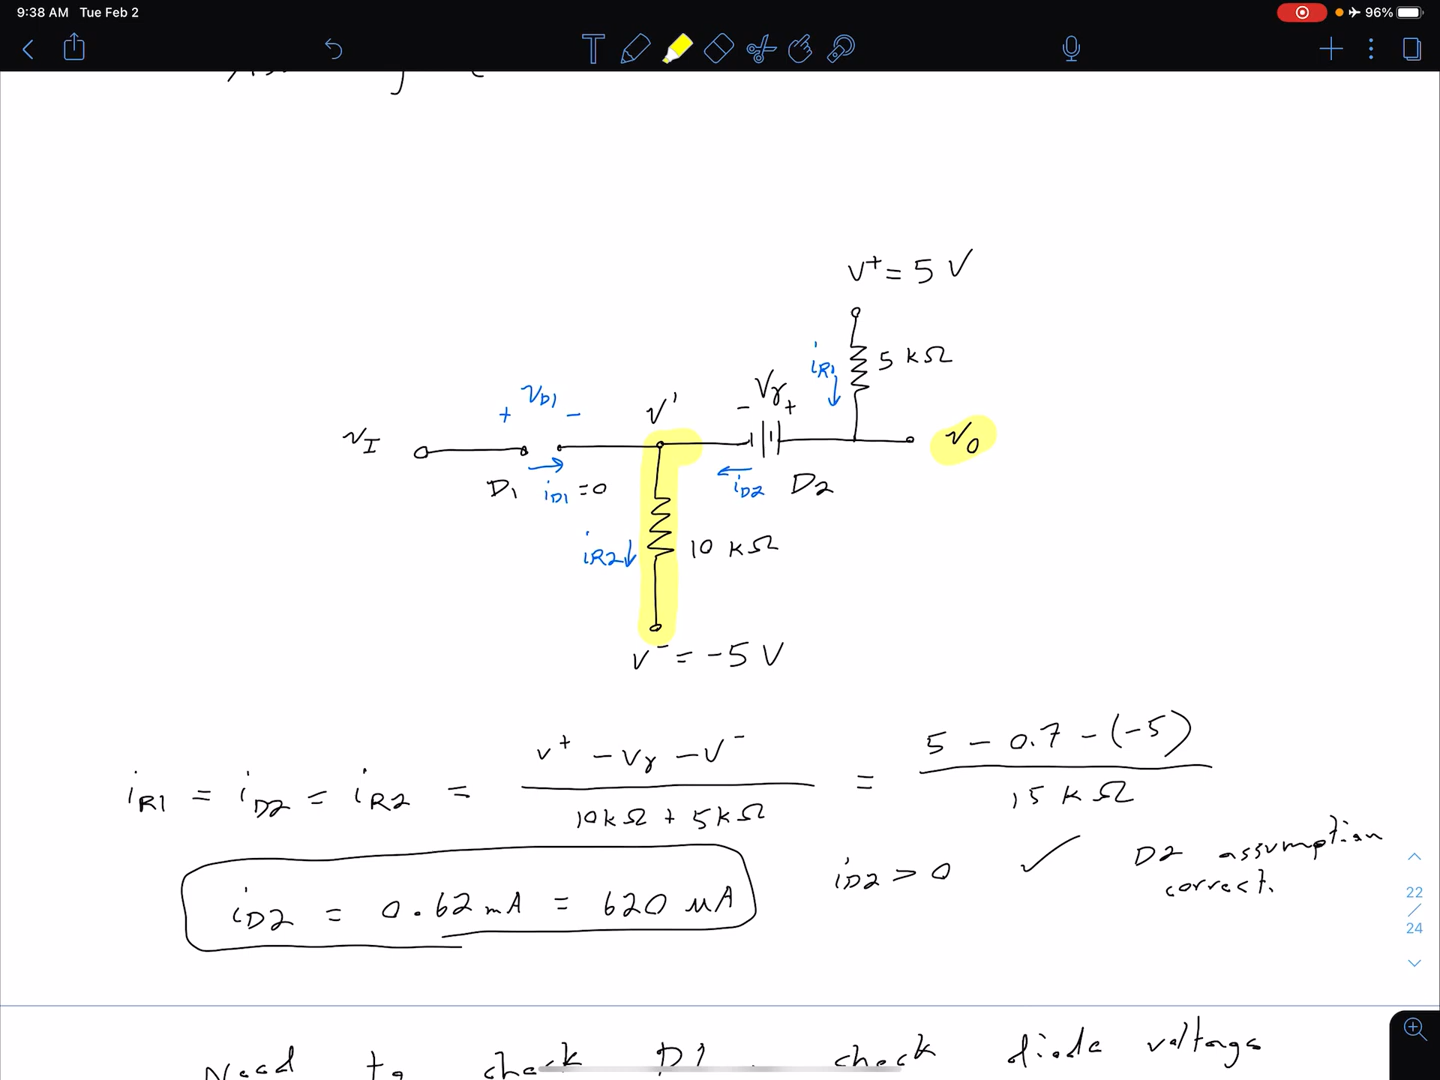 9:38 AM Tue Feb 2
96%
V⁺ = 5 V
iR1
5 kΩ
+ VD1 -
V'
- Vγ +
vI
vO
D1
iD1 = 0
iD2
D2
iR2
10 kΩ
V⁻ = -5 V
iR1 = iD2 = iR2 = (V⁺ - Vγ - V⁻) / (10kΩ + 5kΩ) = (5 - 0.7 - (-5)) / 15 kΩ
iD2 > 0 ✓ D2 assumption correct.
iD2 = 0.62 mA = 620 μA
22
/
24
Need to check D1. check diode voltage